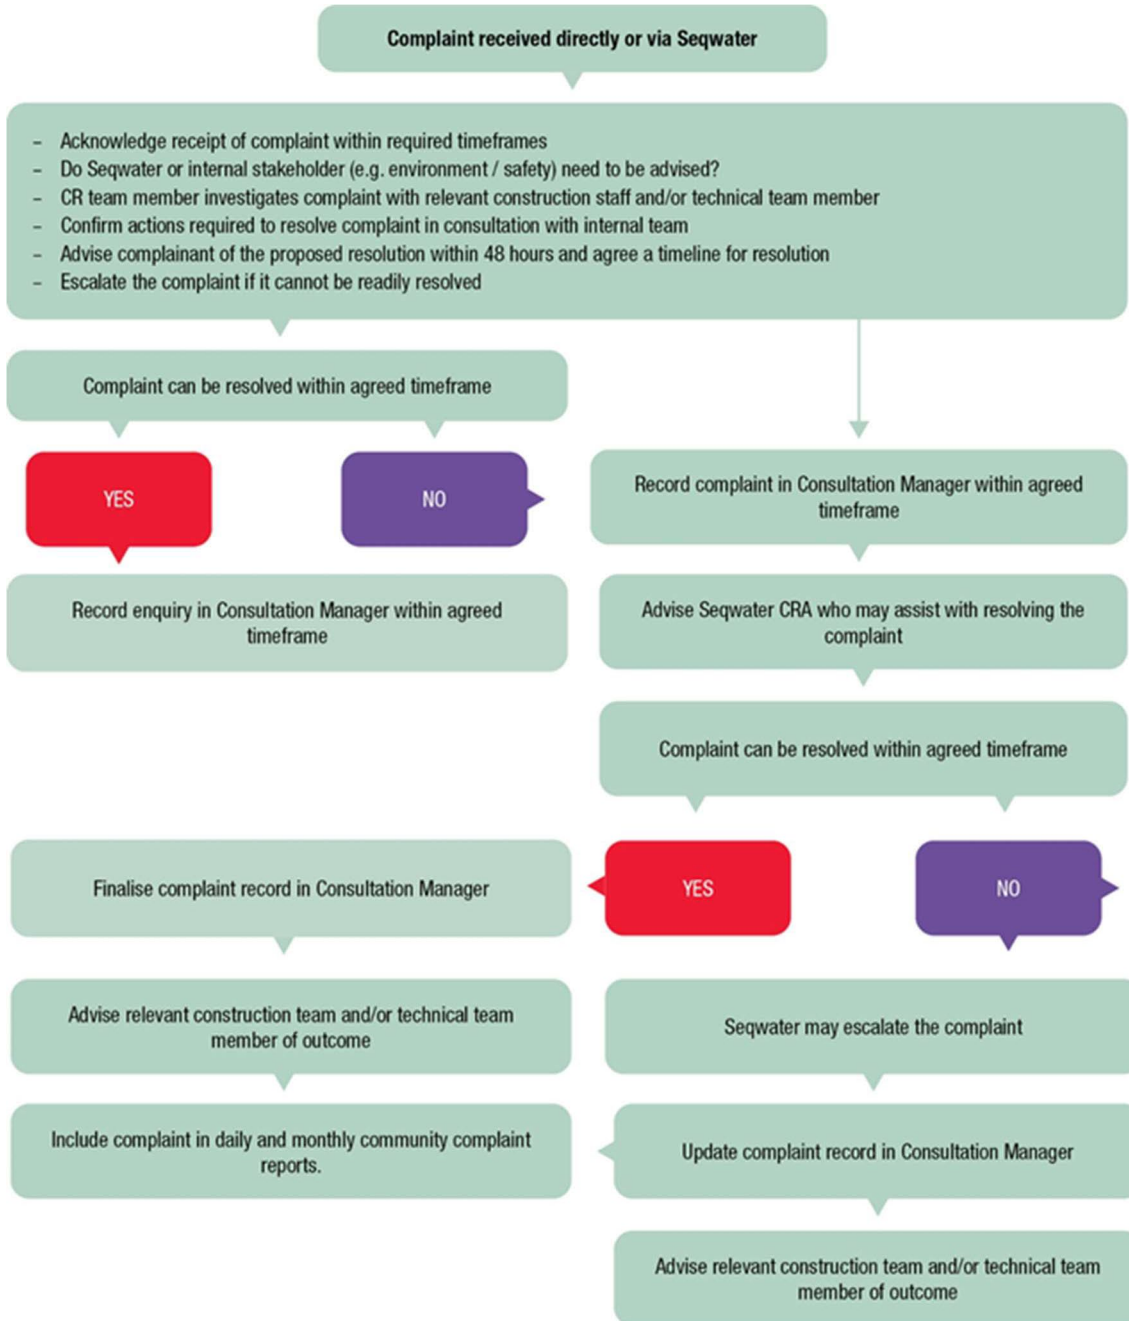 Complaint received directly or via Seqwater
– Acknowledge receipt of complaint within required timeframes
– Do Seqwater or internal stakeholder (e.g. environment / safety) need to be advised?
– CR team member investigates complaint with relevant construction staff and/or technical team member
– Confirm actions required to resolve complaint in consultation with internal team
– Advise complainant of the proposed resolution within 48 hours and agree a timeline for resolution
– Escalate the complaint if it cannot be readily resolved
Complaint can be resolved within agreed timeframe
YES
NO
Record complaint in Consultation Manager within agreed
timeframe
Record enquiry in Consultation Manager within agreed
timeframe
Advise Seqwater CRA who may assist with resolving the
complaint
Complaint can be resolved within agreed timeframe
Finalise complaint record in Consultation Manager
YES
NO
Advise relevant construction team and/or technical team
member of outcome
Seqwater may escalate the complaint
Include complaint in daily and monthly community complaint
reports.
Update complaint record in Consultation Manager
Advise relevant construction team and/or technical team
member of outcome